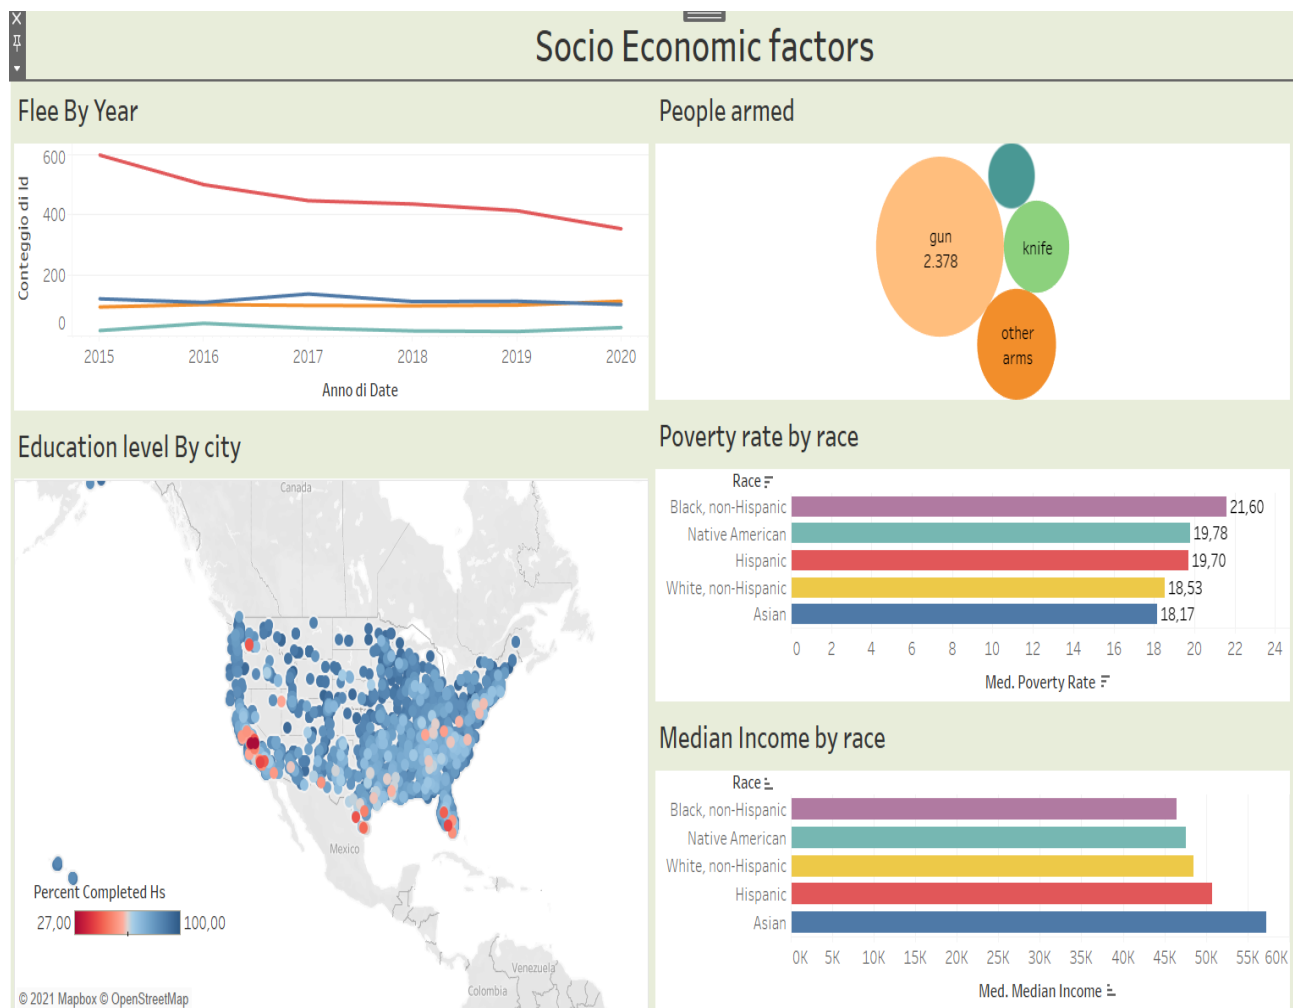 Socio Economic factors
Flee By Year
600
400
200
0
Conteggio di Id
2015 2016 2017 2018 2019 2020
Anno di Date
People armed
gun
2.378
knife
other
arms
Education level By city
Canada
Mexico
Venezuela
Colombia
Percent Completed Hs
27,00 100,00
© 2021 Mapbox © OpenStreetMap
Poverty rate by race
Race
Black, non-Hispanic 21,60
Native American 19,78
Hispanic 19,70
White, non-Hispanic 18,53
Asian 18,17
0 2 4 6 8 10 12 14 16 18 20 22 24
Med. Poverty Rate
Median Income by race
Race
Black, non-Hispanic
Native American
White, non-Hispanic
Hispanic
Asian
0K 5K 10K 15K 20K 25K 30K 35K 40K 45K 50K 55K 60K
Med. Median Income